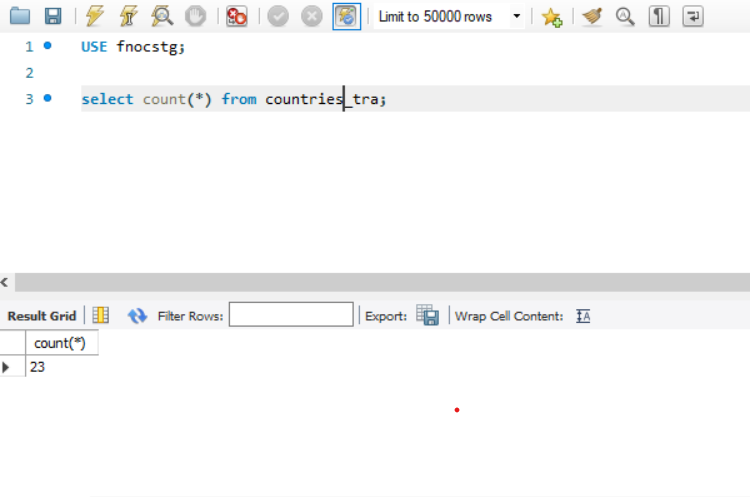 Limit to 50000 rows
1 USE fnocstg;
2
3 select count(*) from countries_tra;
Result Grid Filter Rows: Export: Wrap Cell Content: IA
count(*)
23